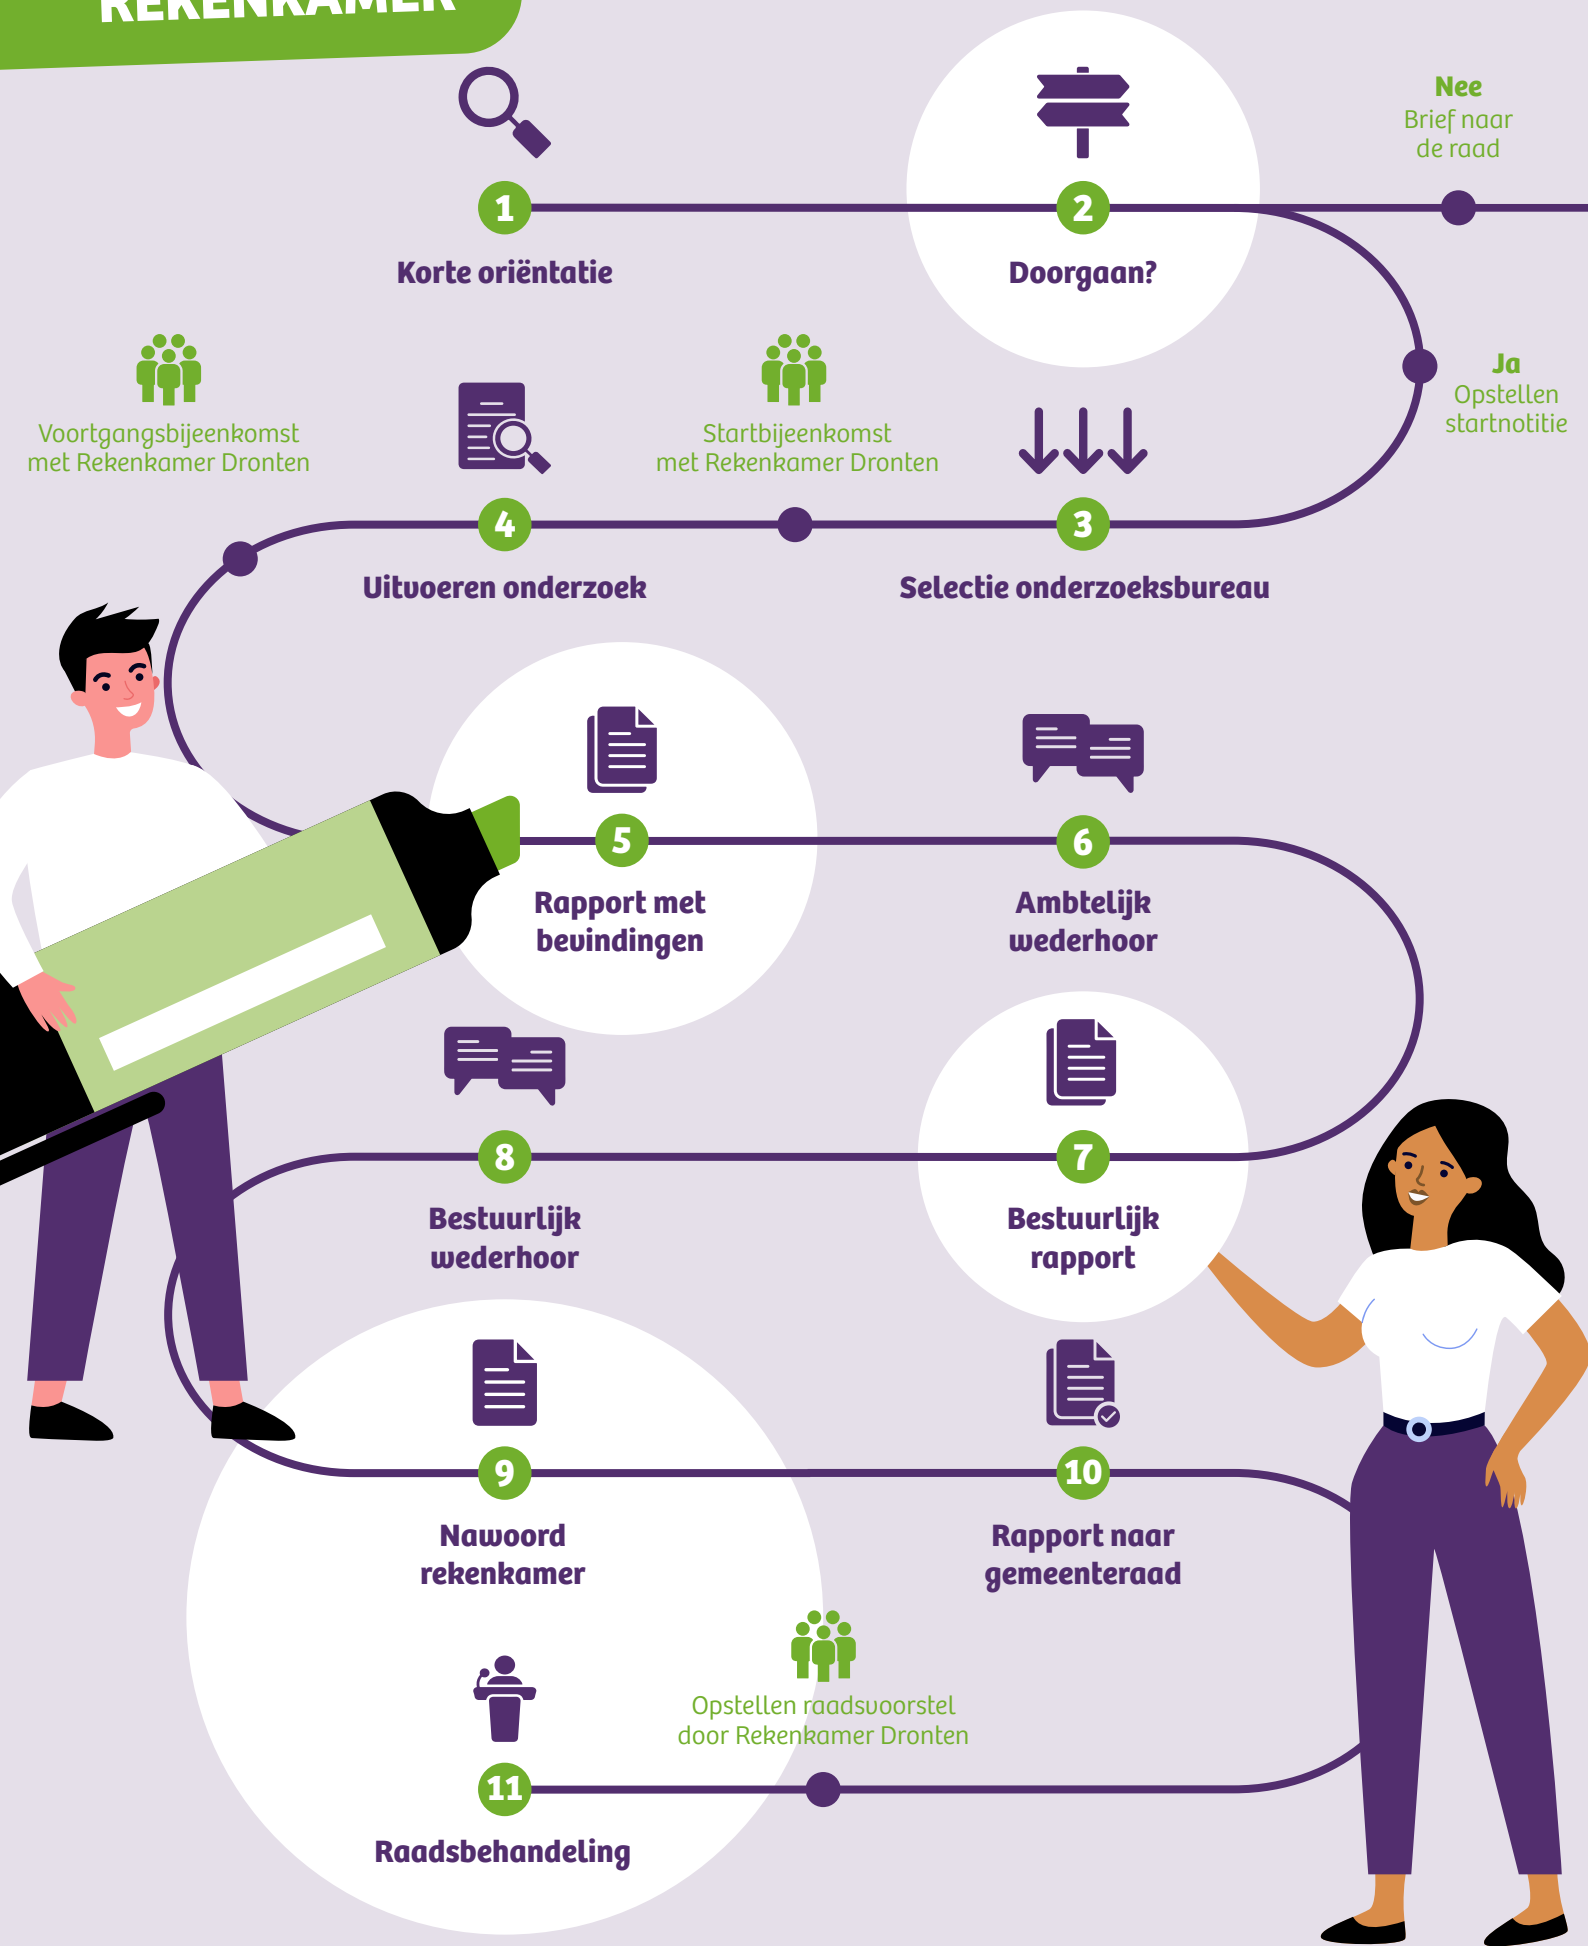 REKENKAMER
1
Korte oriëntatie
2
Doorgaan?
Nee
Brief naar
de raad
Ja
Opstellen
startnotitie
3
Selectie onderzoeksbureau
Startbijeenkomst
met Rekenkamer Dronten
4
Uitvoeren onderzoek
Voortgangsbijeenkomst
met Rekenkamer Dronten
5
Rapport met
bevindingen
6
Ambtelijk
wederhoor
7
Bestuurlijk
rapport
8
Bestuurlijk
wederhoor
9
Nawoord
rekenkamer
10
Rapport naar
gemeenteraad
Opstellen raadsvoorstel
door Rekenkamer Dronten
11
Raadsbehandeling